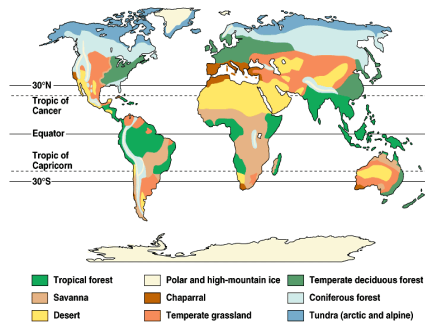 30°N
Tropic of
Cancer
Equator
Tropic of
Capricorn
30°S
Tropical forest
Polar and high-mountain ice
Temperate deciduous forest
Savanna
Chaparral
Coniferous forest
Desert
Temperate grassland
Tundra (arctic and alpine)